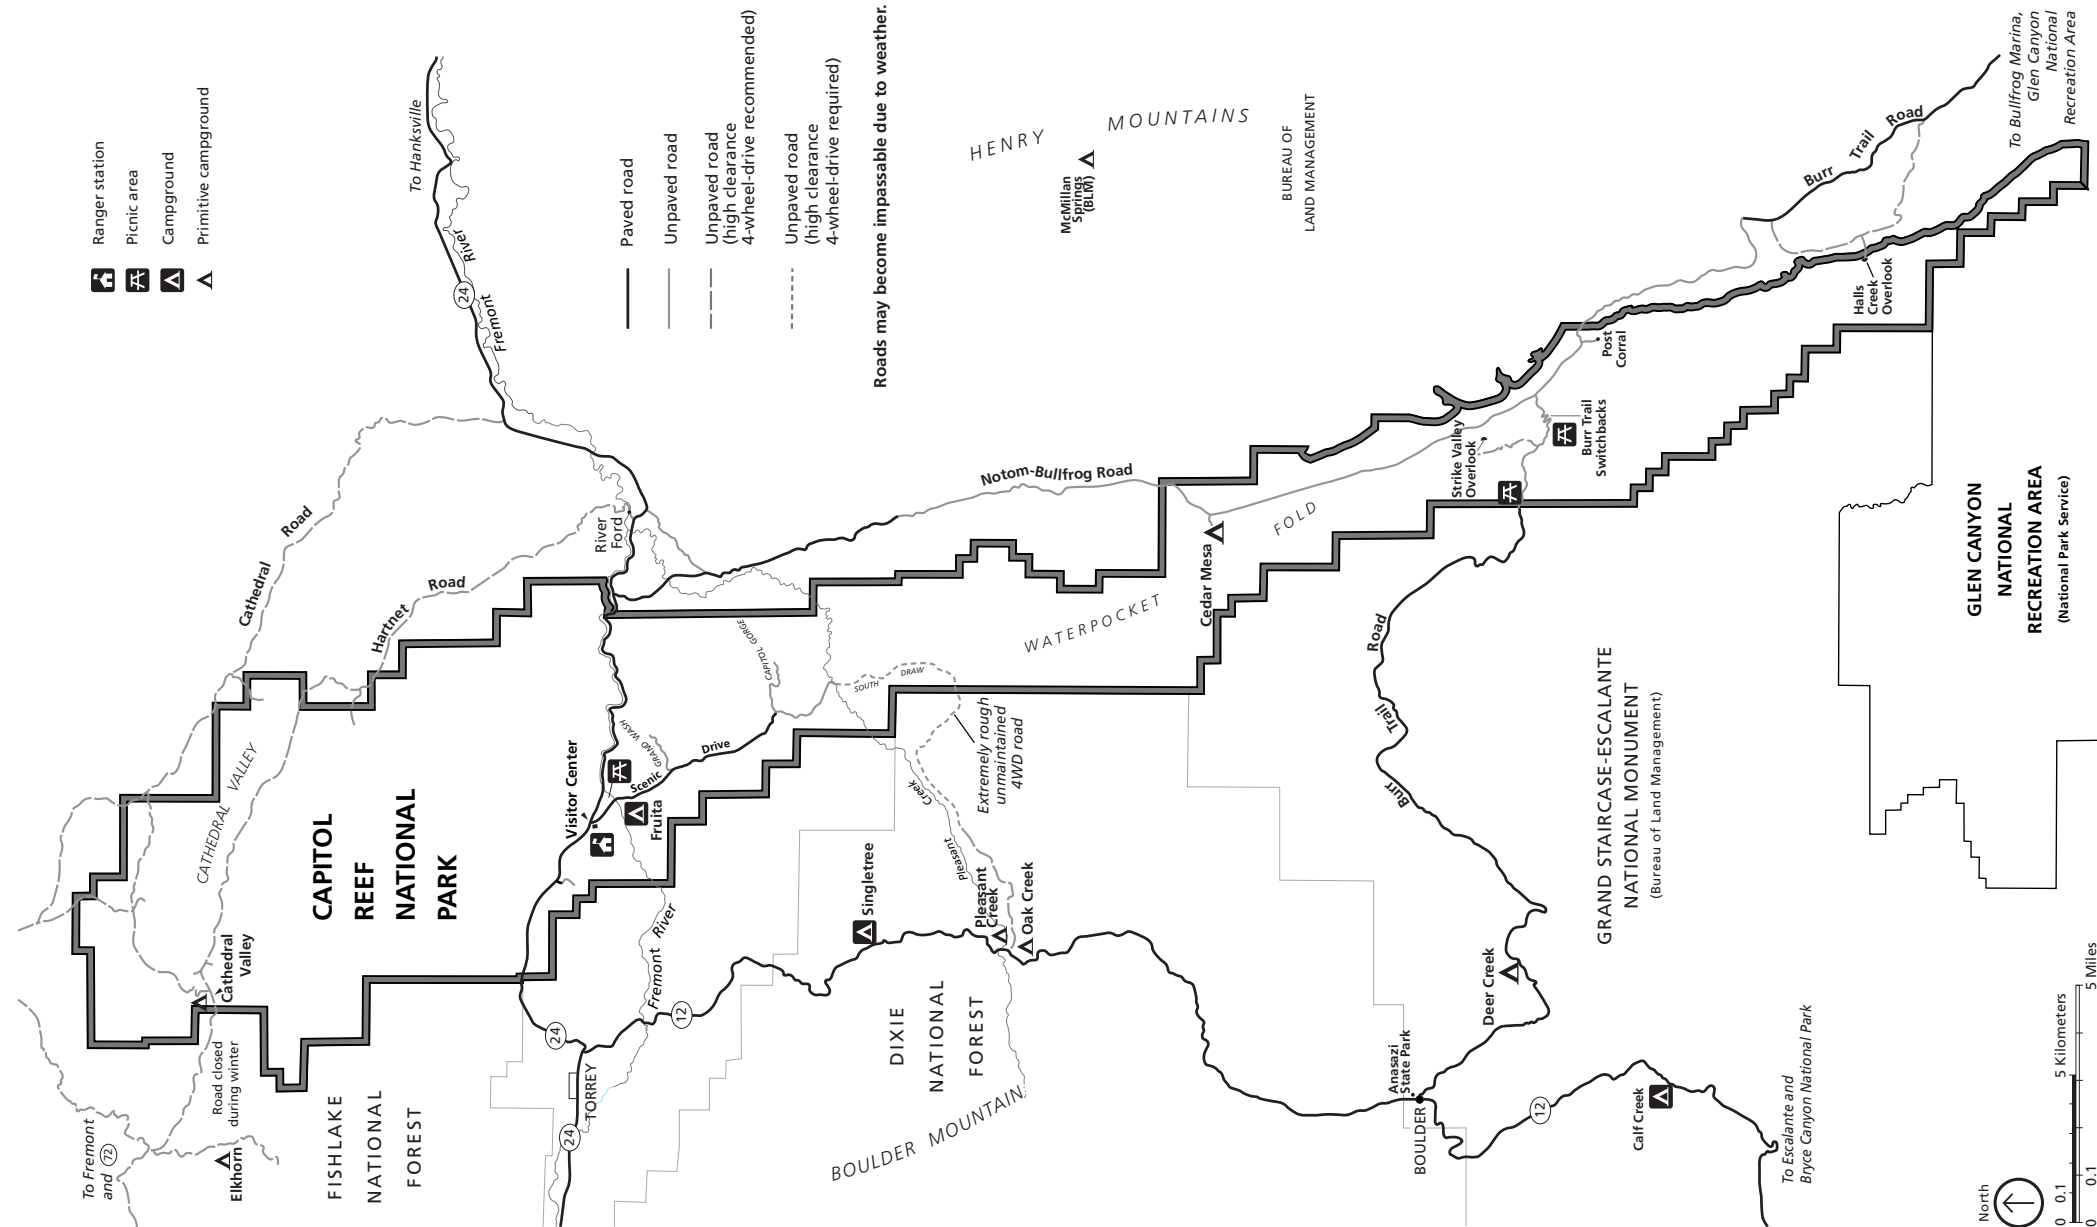 Ranger station
Picnic area
Campground
Primitive campground
To Hanksville
River
24
Fremont
Paved road
Unpaved road
Unpaved road
(high clearance
4-wheel-drive recommended)
Unpaved road
(high clearance
4-wheel-drive required)
Roads may become impassable due to weather.
HENRY
MOUNTAINS
McMillan
Springs
(BLM)
BUREAU OF
LAND MANAGEMENT
To Bullfrog Marina,
Glen Canyon
National
Recreation Area
Burr
Trail
Road
Halls
Creek
Overlook
Post
Corral
Burr Trail
Switchbacks
Strike Valley
Overlook
Notom-Bullfrog Road
Cathedral
Road
Hartnet
Road
River
Ford
Cedar Mesa
WATERPOCKET
FOLD
CAPITOL GORGE
SOUTH
DRAW
GRAND WASH
Scenic
Drive
Extremely rough
unmaintained
4WD road
Visitor Center
Fruita
CATHEDRAL VALLEY
CAPITOL
REEF
NATIONAL
PARK
Cathedral
Valley
Road closed
during winter
To Fremont
and 72
Elkhorn
FISHLAKE
NATIONAL
FOREST
24
24
TORREY
Fremont River
12
Singletree
Pleasant
Creek
Pleasant
Creek
Oak Creek
DIXIE
NATIONAL
FOREST
BOULDER MOUNTAIN
Burr
Trail
Road
GRAND STAIRCASE-ESCALANTE
NATIONAL MONUMENT
(Bureau of Land Management)
GLEN CANYON
NATIONAL
RECREATION AREA
(National Park Service)
Deer Creek
Anasazi
State Park
BOULDER
12
Calf Creek
To Escalante and
Bryce Canyon National Park
North
0 0.1 5 Kilometers
0 0.1 5 Miles